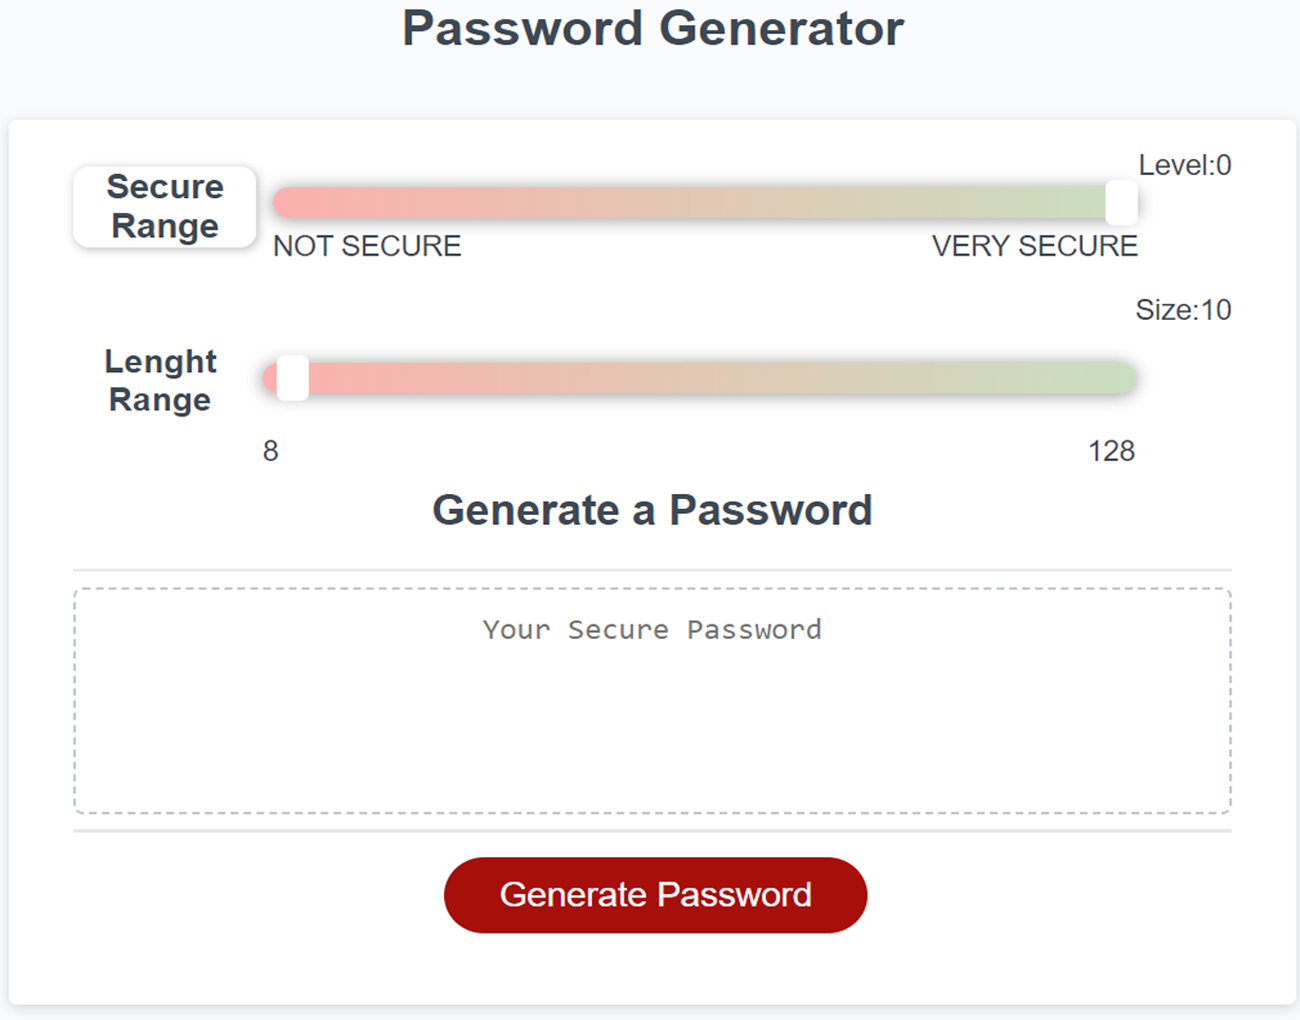 Password Generator
Level:0
Secure
Range
NOT SECURE VERY SECURE
Size:10
Lenght
Range
8 128
Generate a Password
Your Secure Password
Generate Password